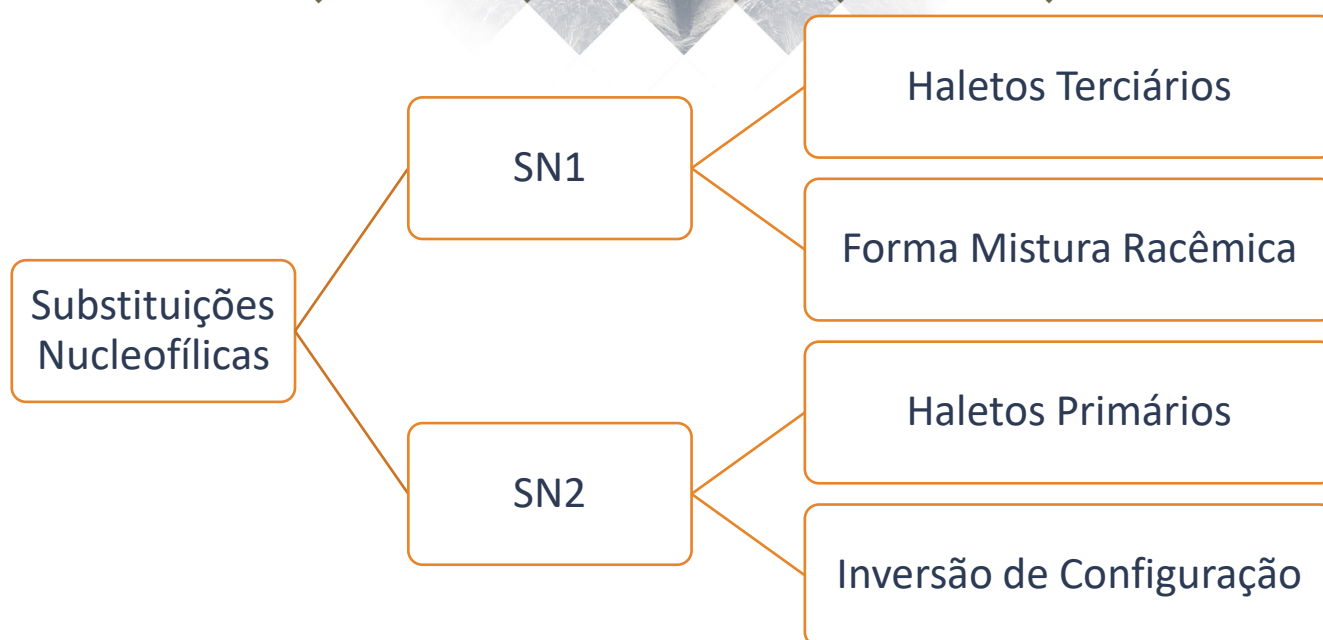 Haletos Terciários
SN1
Forma Mistura Racêmica
Substituições
Nucleofílicas
Haletos Primários
SN2
Inversão de Configuração